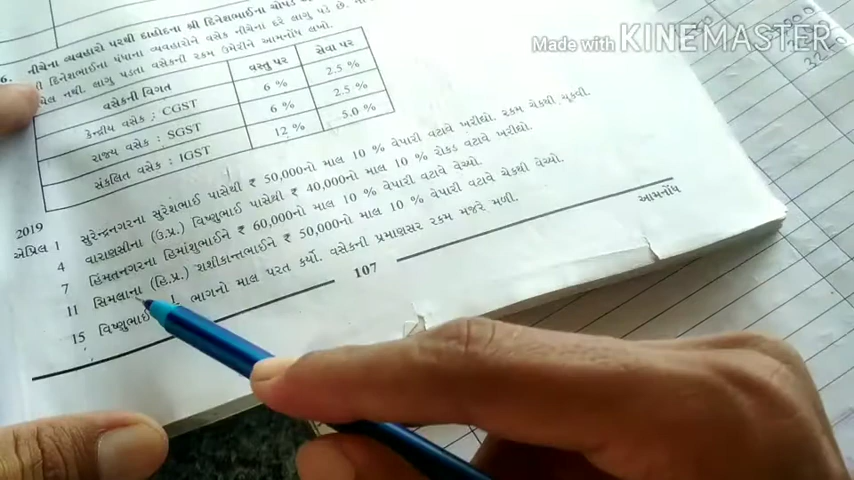 Made with KINEMASTER
6. નીચેના વ્યવહારો પરથી દાહોદના શ્રી દિનેશભાઈના ચોપડે
શ્રી દિનેશભાઈના ધંધાના વ્યવહારોને વસેક નીચેના દરે લાગુ પડે છે.
નથી. લાગુ પડતા વસેકની રકમ ઉમેરીને આમનોંધ લખો.
વસેકની વિગત વસ્તુ પર સેવા પર
કેન્દ્રીય વસેક : CGST 6 % 2.5 %
રાજ્ય વસેક : SGST 6 % 2.5 %
સંકલિત વસેક : IGST 12 % 5.0 %
2019
એપ્રિલ 1 સુરેન્દ્રનગરના સુરેશભાઈ પાસેથી ₹ 50,000નો માલ 10 % વેપારી વટાવે ખરીદ્યો. રકમ ચેકથી ચૂકવી.
4 વારાણસીના (ઉ.પ્ર.) વિષ્ણુભાઈ પાસેથી ₹ 40,000નો માલ 10 % રોકડ વટાવે ખરીદ્યો.
7 હિંમતનગરના હિમાંશુભાઈને ₹ 60,000નો માલ 10 % વેપારી વટાવે વેચ્યો.
11 સિમલાના (હિ.પ્ર.) રાશીકાન્તભાઈને ₹ 50,000નો માલ 10 % વેપારી વટાવે ચેકથી વેચ્યો.
15 વિષ્ણુભાઈ ભાગનો માલ પરત કર્યો. વસેકની પ્રમાણસર રકમ મજરે મળી.
107
આમનોંધ